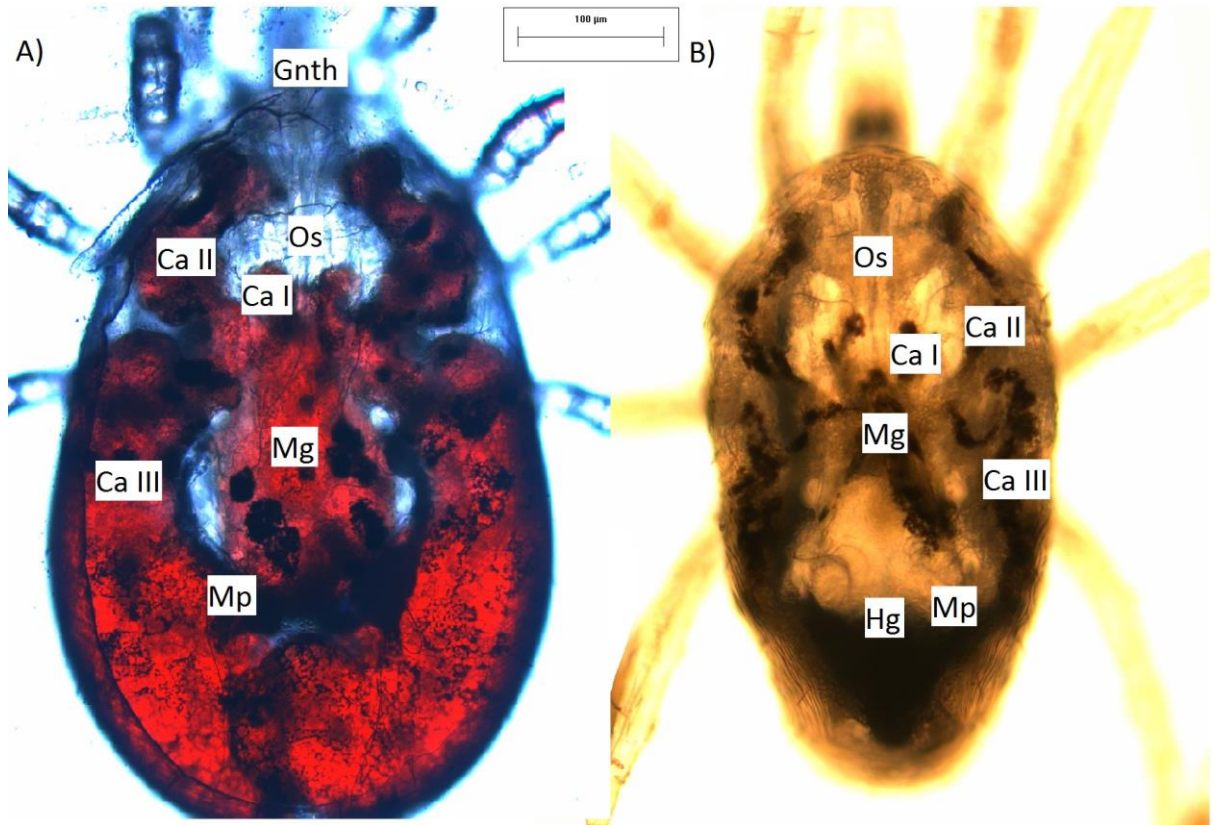 A)
100 µm
B)
Gnth
Os
Ca II
Ca I
Mg
Ca III
Mp
Os
Ca II
Ca I
Mg
Ca III
Mp
Hg